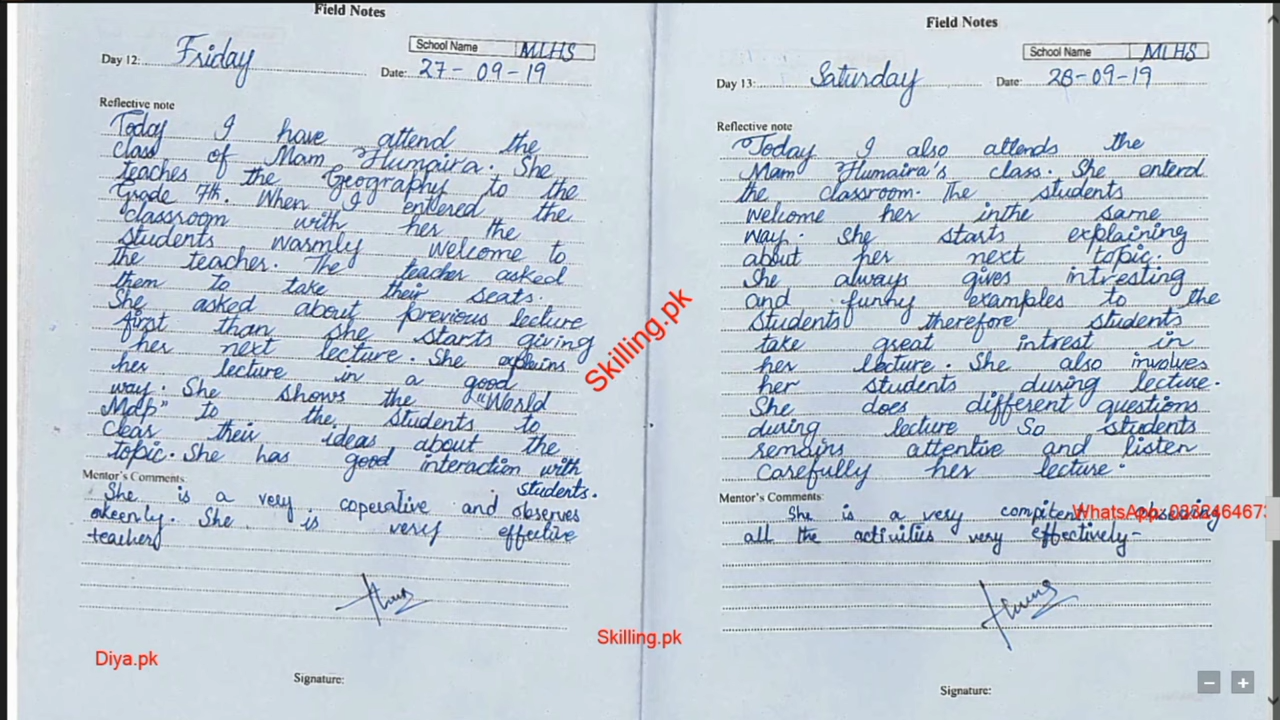 Field Notes
School Name MLHS
Day 12: Friday Date: 27-09-19
Reflective note
Today I have attend the
class of Mam Humaira. She
teaches the Geography to the
Grade 7th. When I entered the
classroom with her the
students warmly welcome to
the teacher. The teacher asked
them to take their seats.
She asked about previous lecture
first than she starts giving
her next lecture. She explains
her lecture in a good
way. She shows the "World
Map" to the students to
clear their ideas about the
topic. She has good interaction with
students.
Mentor's Comments:
She is a very coperative and observes
keenly. She is very effective
teacher
Signature:
Field Notes
School Name MLHS
Day 13: Saturday Date: 28-09-19
Reflective note
Today I also attends the
Mam Humaira's class. She enterd
the classroom. The students
welcome her inthe same
way. She starts explaining
about her next topic.
She always gives intresting
and funny examples to the
students therefore students
take great intrest in
her lecture. She also involves
her students during lecture.
She does different questions
during lecture So students
remains attentive and listen
carefully her lecture.
Mentor's Comments:
She is a very compitent observing
all the activities very effectively-
Signature:
Skilling.pk
Skilling.pk
Diya.pk